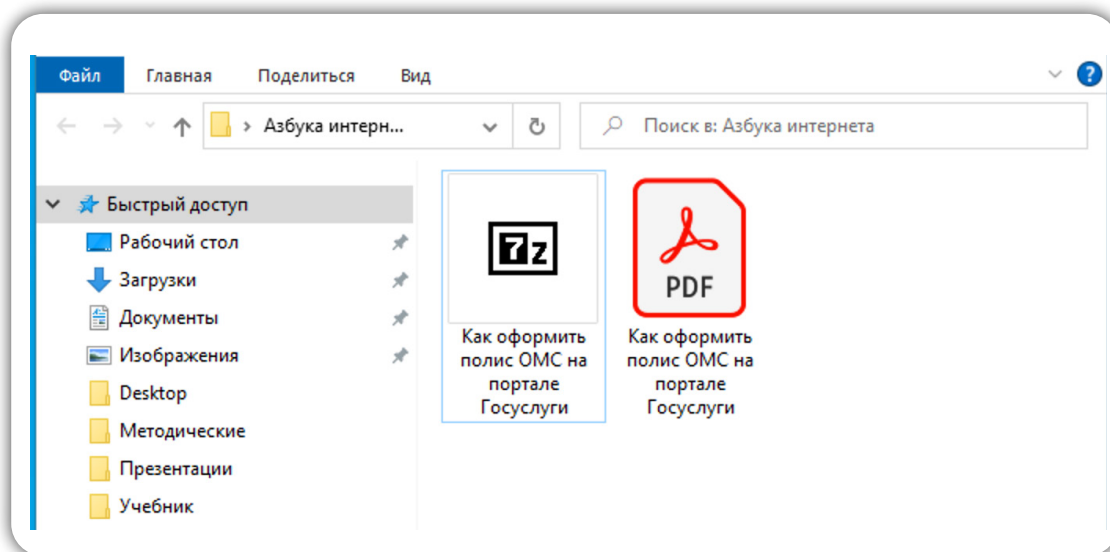 Файл Главная Поделиться Вид ?
Азбука интерн... Поиск в: Азбука интернета
Быстрый доступ
Рабочий стол
Загрузки
Документы
Изображения
Desktop
Методические
Презентации
Учебник
7z
Как оформить
полис ОМС на
портале
Госуслуги
PDF
Как оформить
полис ОМС на
портале
Госуслуги